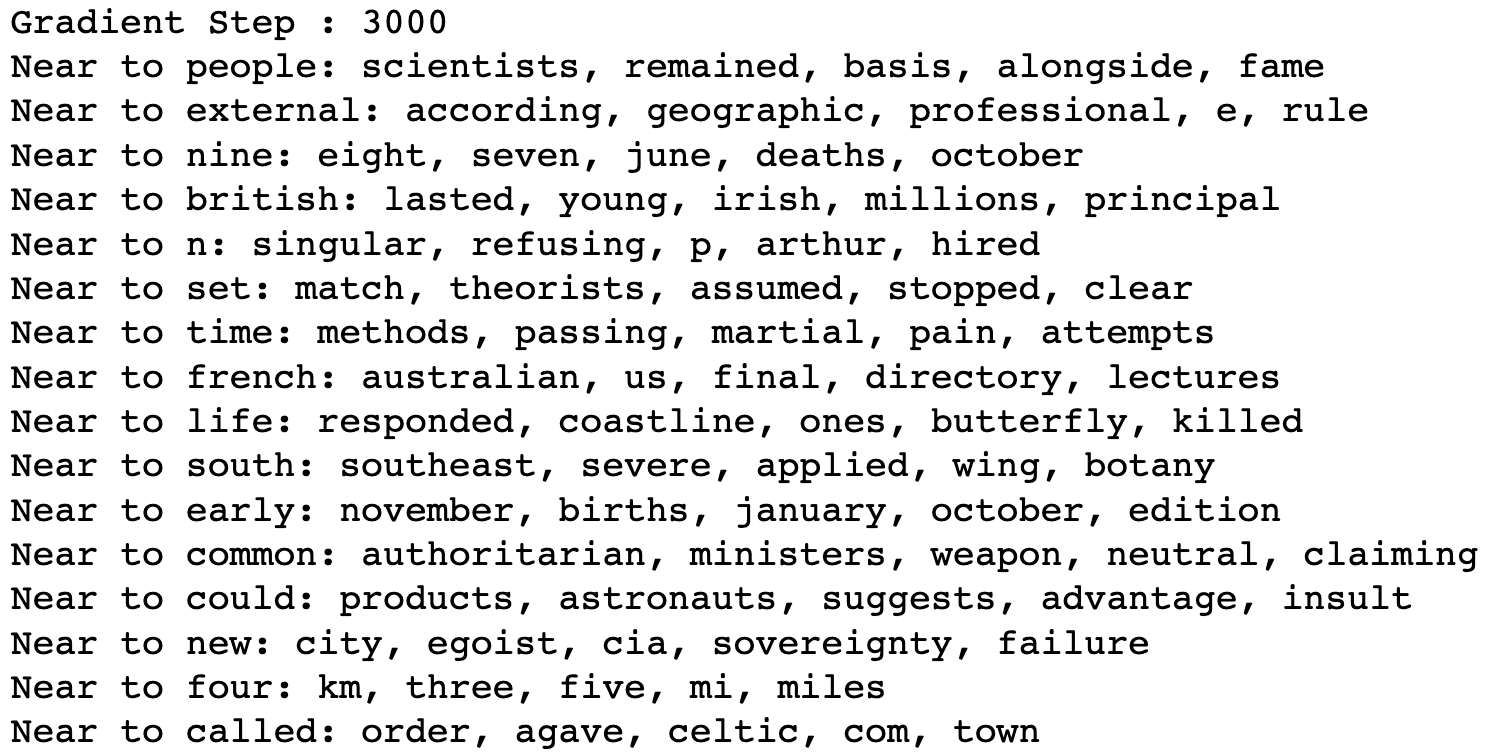 Gradient Step : 3000
Near to people: scientists, remained, basis, alongside, fame
Near to external: according, geographic, professional, e, rule
Near to nine: eight, seven, june, deaths, october
Near to british: lasted, young, irish, millions, principal
Near to n: singular, refusing, p, arthur, hired
Near to set: match, theorists, assumed, stopped, clear
Near to time: methods, passing, martial, pain, attempts
Near to french: australian, us, final, directory, lectures
Near to life: responded, coastline, ones, butterfly, killed
Near to south: southeast, severe, applied, wing, botany
Near to early: november, births, january, october, edition
Near to common: authoritarian, ministers, weapon, neutral, claiming
Near to could: products, astronauts, suggests, advantage, insult
Near to new: city, egoist, cia, sovereignty, failure
Near to four: km, three, five, mi, miles
Near to called: order, agave, celtic, com, town